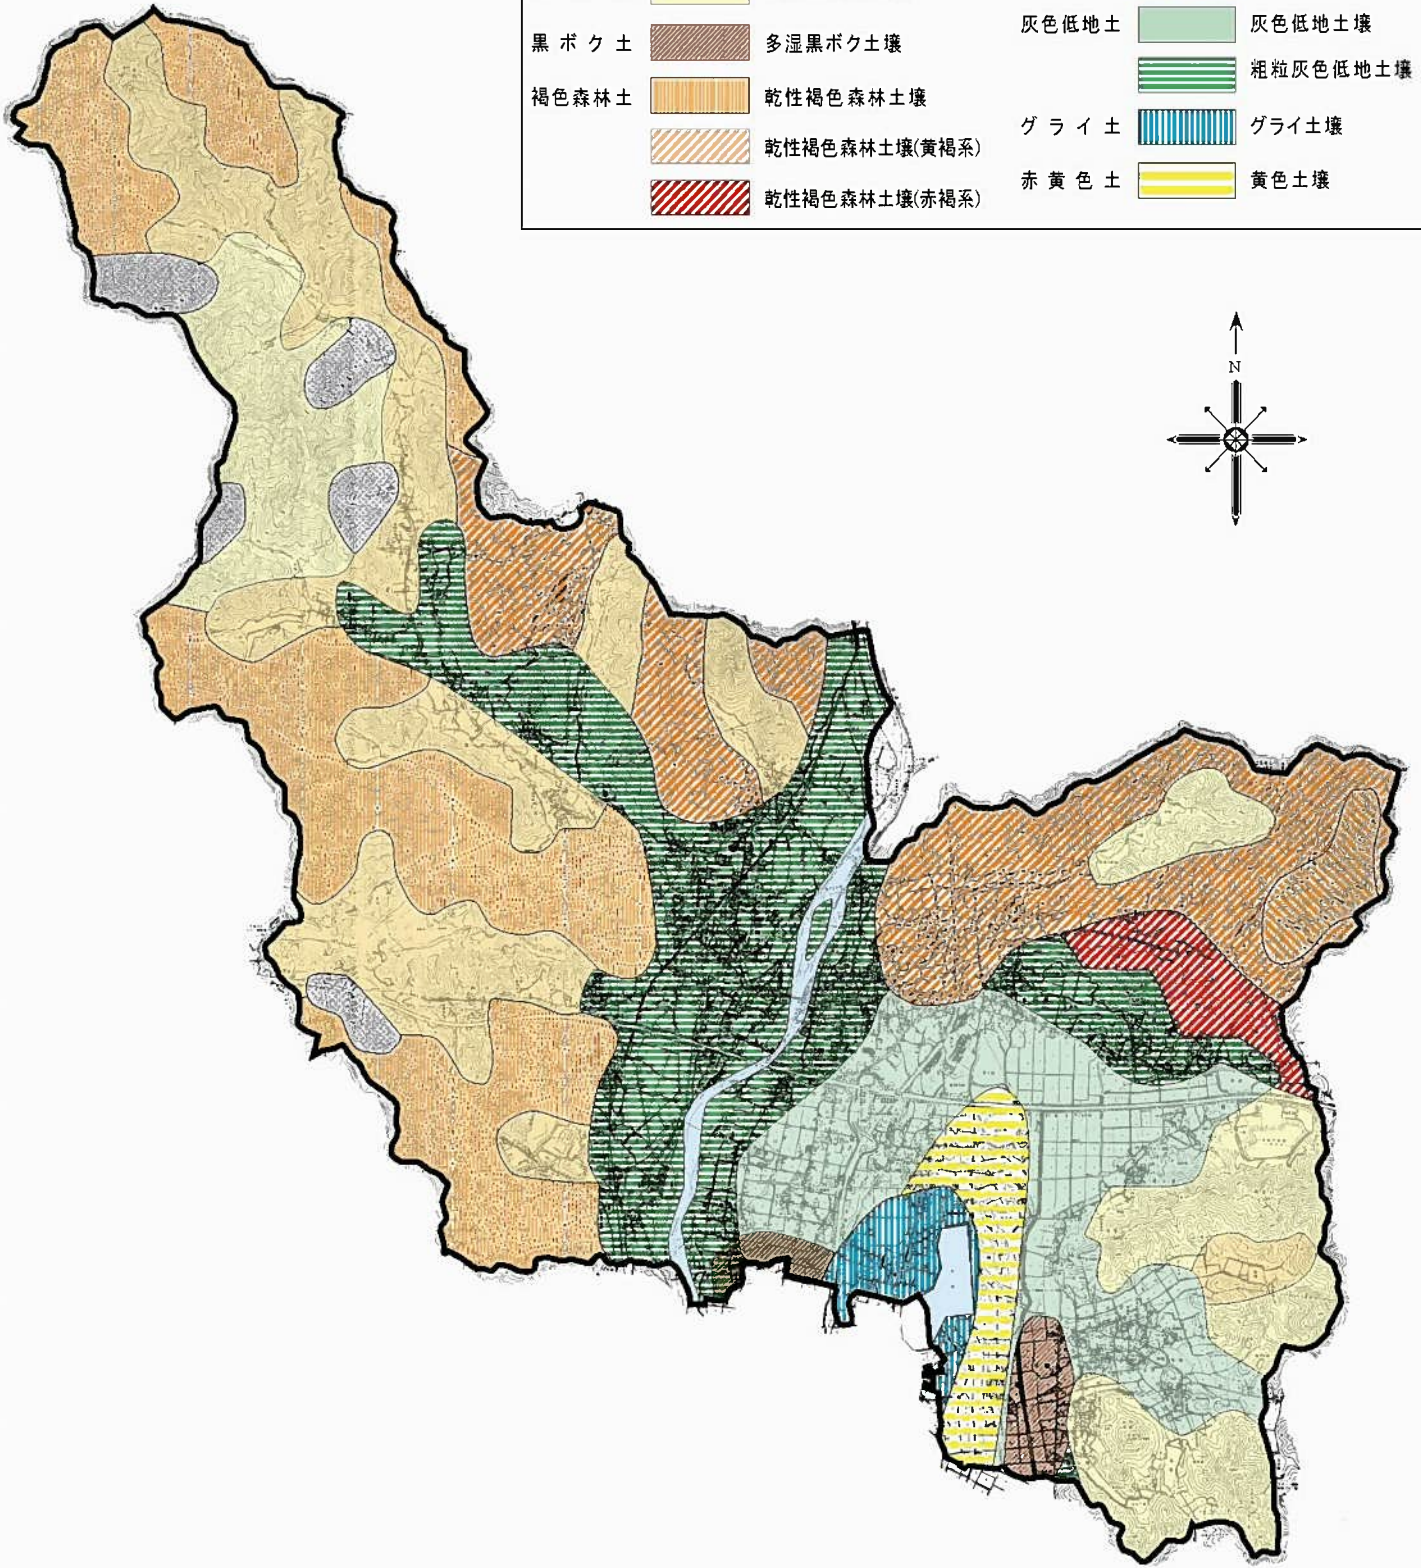 黒ボク土 多湿黒ボク土壌
褐色森林土 乾性褐色森林土壌
乾性褐色森林土壌(黄褐系)
乾性褐色森林土壌(赤褐系)
灰色低地土 灰色低地土壌
粗粒灰色低地土壌
グライ土 グライ土壌
赤黄色土 黄色土壌
N